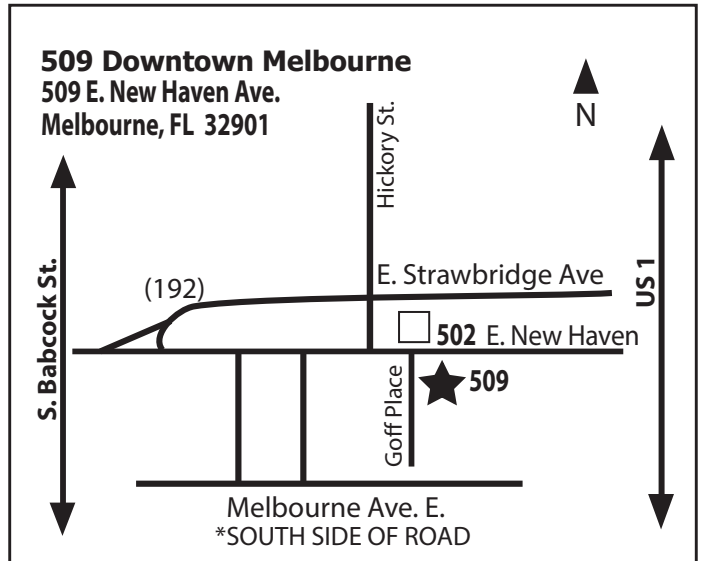 509 Downtown Melbourne
509 E. New Haven Ave.
Melbourne, FL  32901
N
Hickory St.
E. Strawbridge Ave
(192)
US 1
S. Babcock St.
502 E. New Haven
509
Goff Place
Melbourne Ave. E.
*SOUTH SIDE OF ROAD